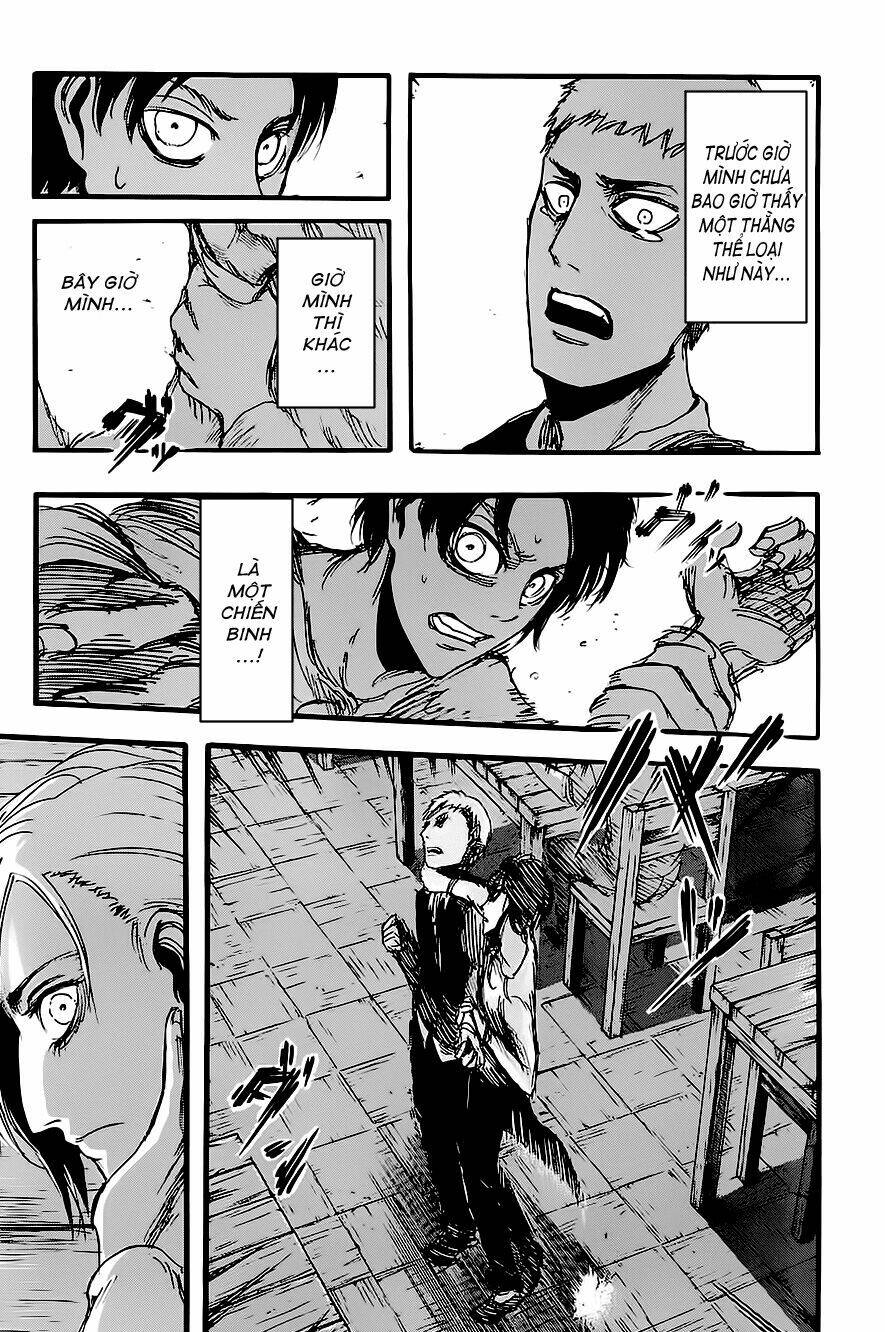 TRƯỚC GIỜ
MÌNH CHƯA
BAO GIỜ THẤY
MỘT THẰNG
THỂ LOẠI
NHƯ NÀY...
GIỜ
MÌNH
THÌ
KHÁC
...
BÂY GIỜ
MÌNH...
LÀ
MỘT
CHIẾN
BINH
...!